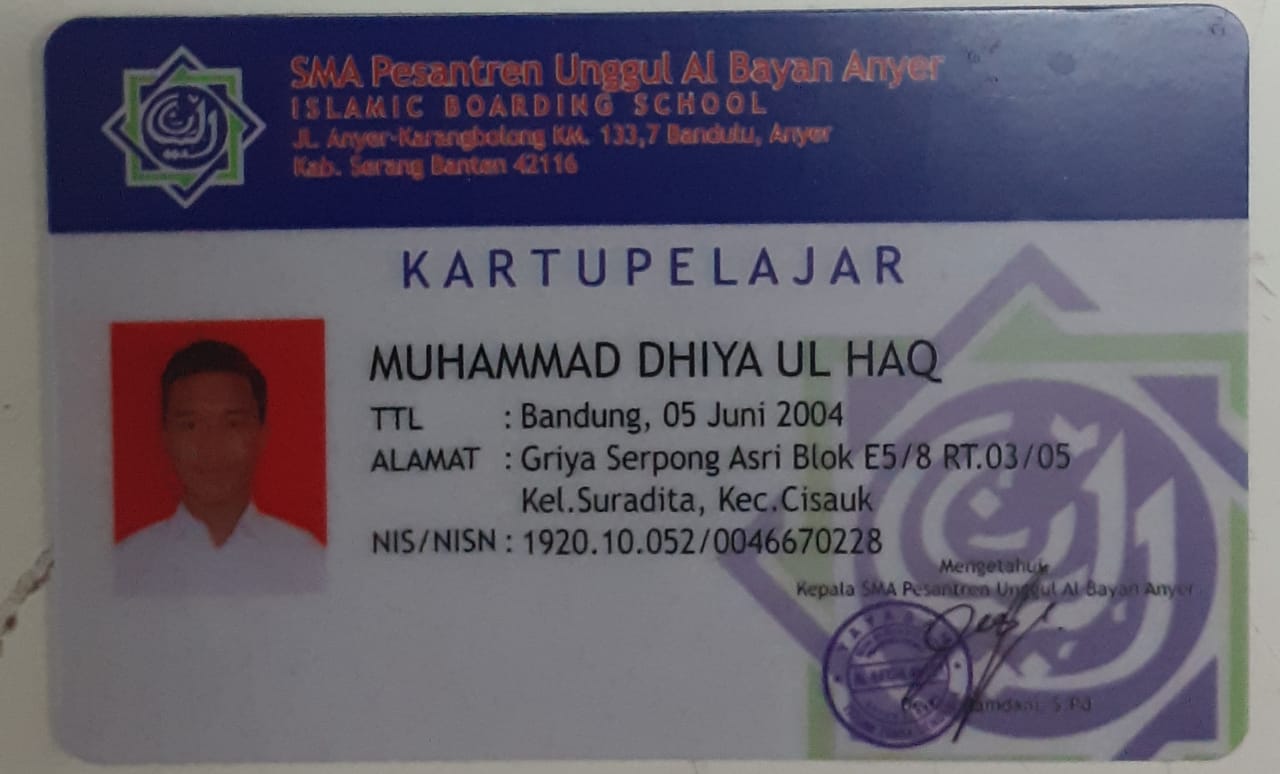 SMA Pesantren Unggul Al Bayan Anyer
ISLAMIC BOARDING SCHOOL
JL. Anyer-Karangbolong KM. 133,7 Bandulu, Anyer
Kab. Serang Banten 42116
KARTU PELAJAR
MUHAMMAD DHIYA UL HAQ
TTL : Bandung, 05 Juni 2004
ALAMAT : Griya Serpong Asri Blok E5/8 RT.03/05
Kel.Suradita, Kec.Cisauk
NIS/NISN : 1920.10.052/0046670228
Mengetahui
Kepala SMA Pesantren Unggul Al Bayan Anyer
S.Pd